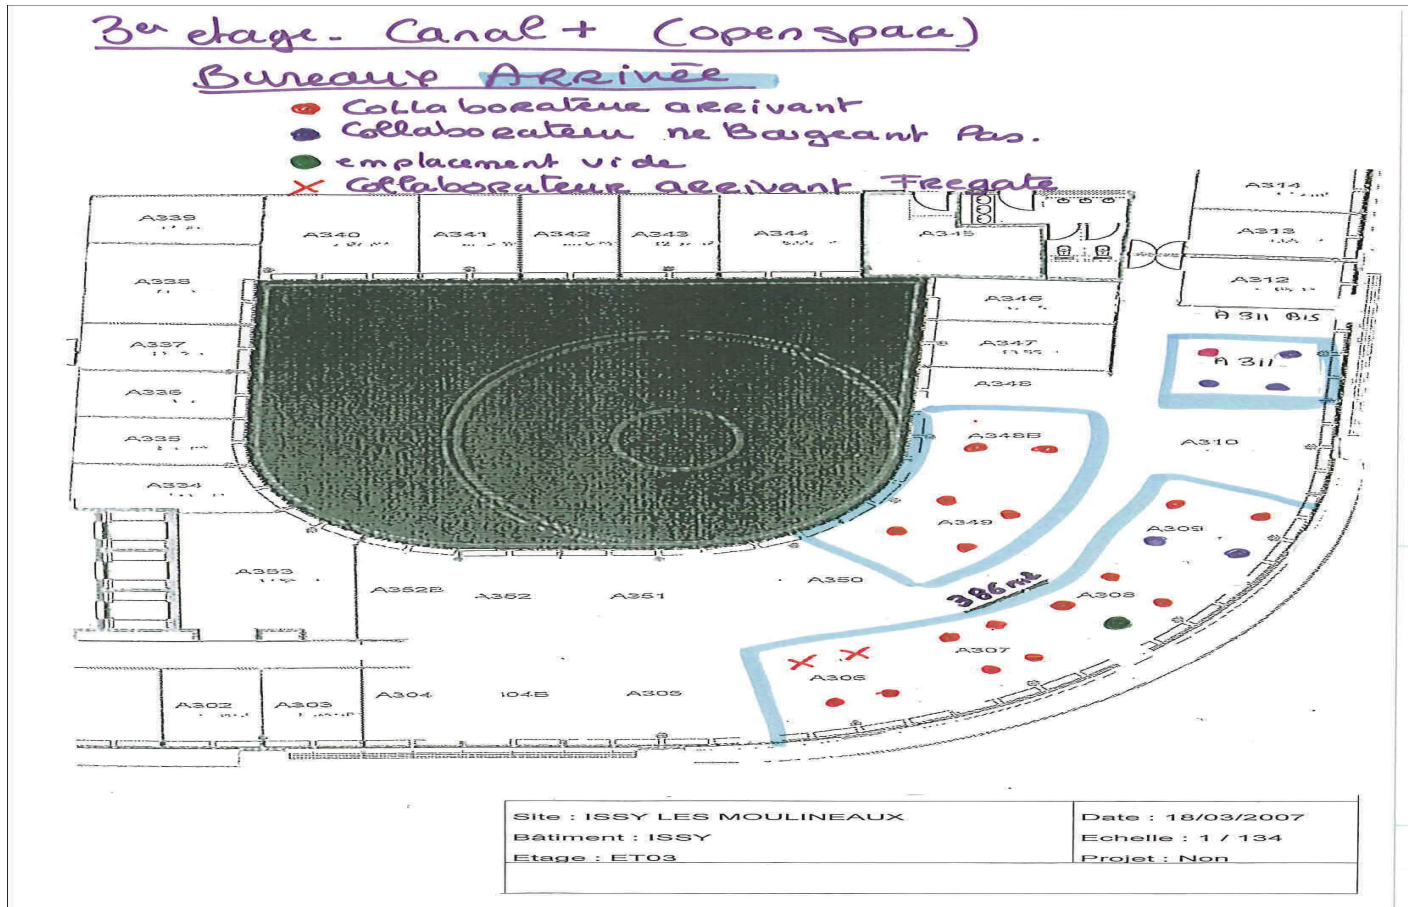 3er etage - Canal + (openspace)
Bureaux ARRivée
Collaborateur arrivant
Collaborateur ne Bougeant Pas.
emplacement vide
Collaborateur arrivant Fregate
A339
A340
A341
A342
A343
A344
A345
A314
A313
A312
A338
A346
A311 Bis
A337
A347
A311
A336
A348
A335
A348B
A310
A334
A349
A309
A353
A352B
A352
A351
A350
386
A308
A307
A306
A302
A303
A304
104B
A305
Site : ISSY LES MOULINEAUX
Date : 18/03/2007
Bâtiment : ISSY
Echelle : 1 / 134
Etage : ET03
Projet : Non